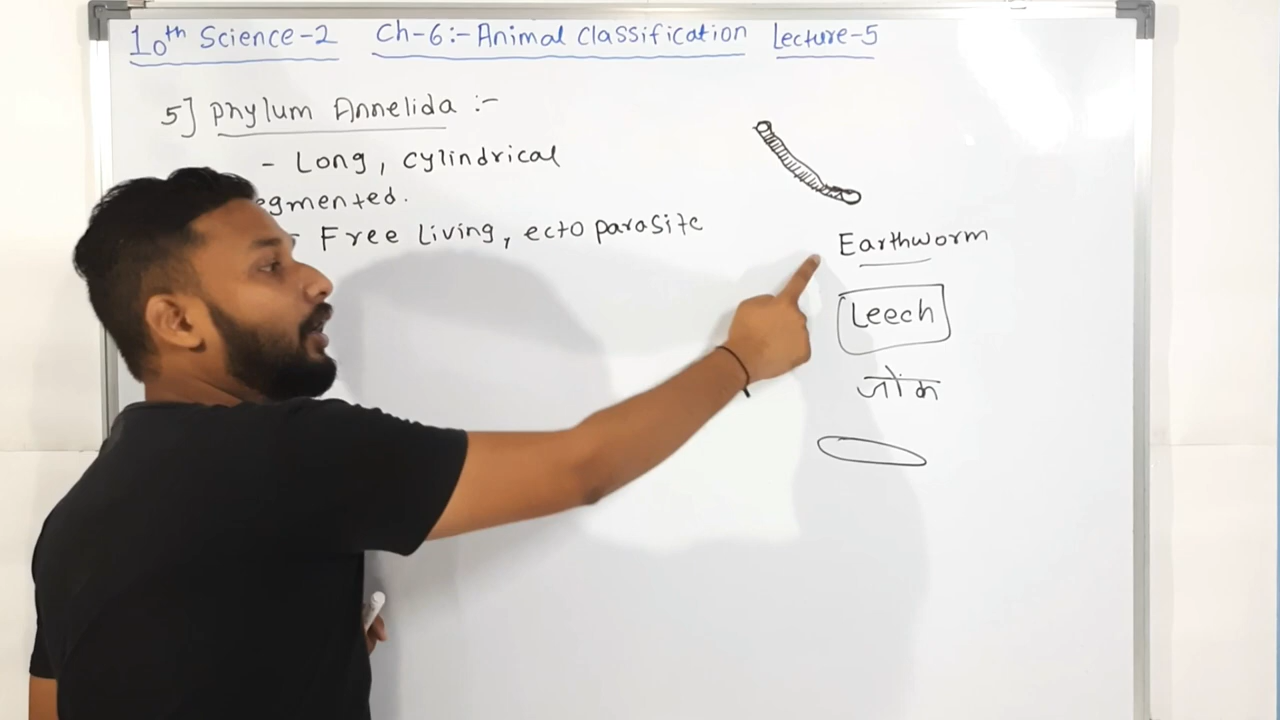 10th Science-2 Ch-6:- Animal Classification Lecture-5
5] Phylum Annelida :-
- Long, cylindrical
egmented.
- Free Living, ecto parasite
Earthworm
Leech
जोंक